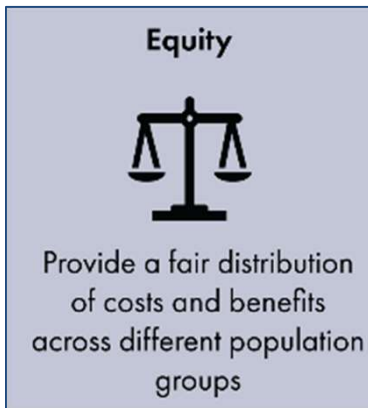 Equity
Provide a fair distribution
of costs and benefits
across different population
groups